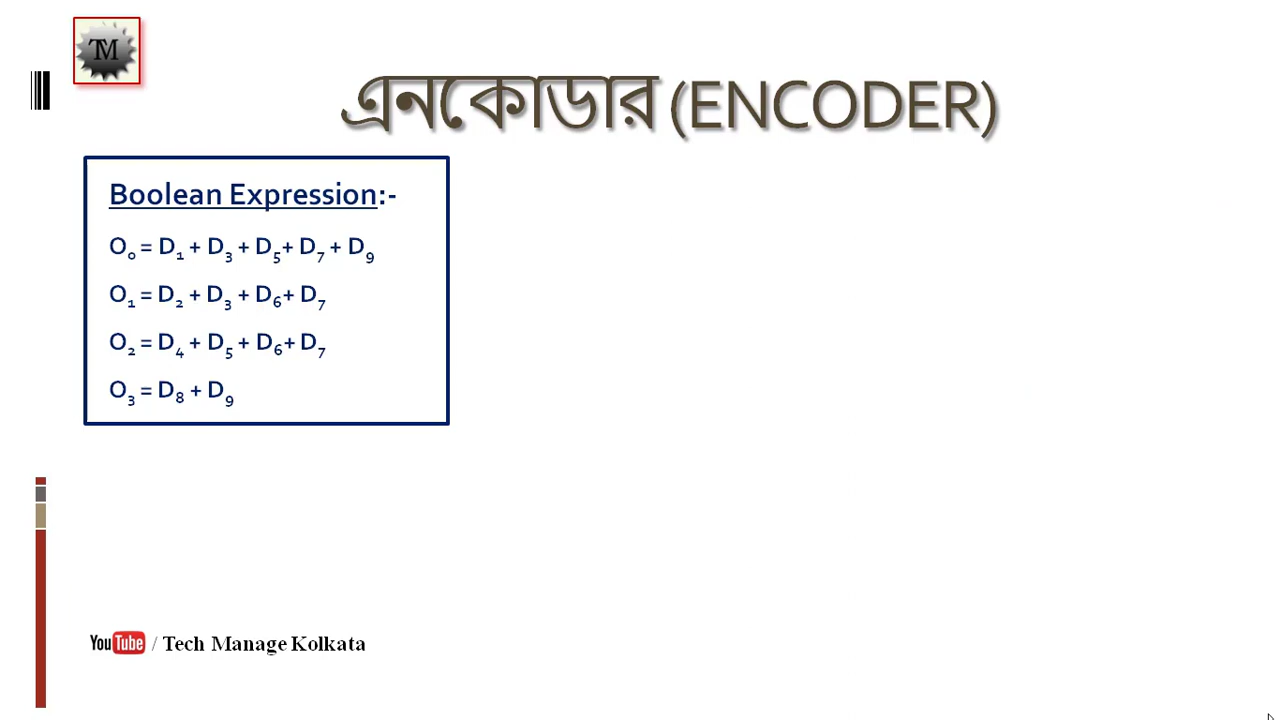 TM
এনকোডার (ENCODER)
Boolean Expression:-
O₀ = D₁ + D₃ + D₅+ D₇ + D₉
O₁ = D₂ + D₃ + D₆+ D₇
O₂ = D₄ + D₅ + D₆+ D₇
O₃ = D₈ + D₉
YouTube / Tech Manage Kolkata